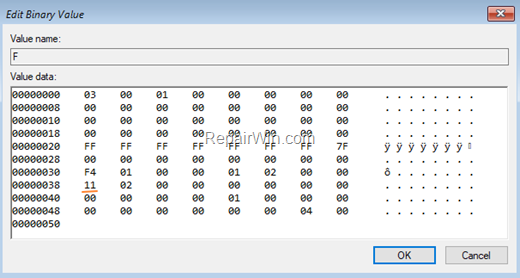 Edit Binary Value
Value name:
F
Value data:
00000000 03 00 01 00 00 00 00 00 . . . . . . . .
00000008 00 00 00 00 00 00 00 00 . . . . . . . .
00000010 00 00 00 00 00 00 00 00 . . . . . . . .
00000018 00 00 00 00 00 00 00 00 . . . . . . . .
RepairWin.com
00000020 FF FF FF FF FF FF FF 7F ÿ ÿ ÿ ÿ ÿ ÿ ÿ
00000028 00 00 00 00 00 00 00 00 . . . . . . . .
00000030 F4 01 00 00 01 02 00 00 ô . . . . . . .
00000038 11 02 00 00 00 00 00 00 . . . . . . . .
00000040 00 00 00 00 01 00 00 00 . . . . . . . .
00000048 00 00 00 00 00 00 04 00 . . . . . . . .
00000050
OK Cancel